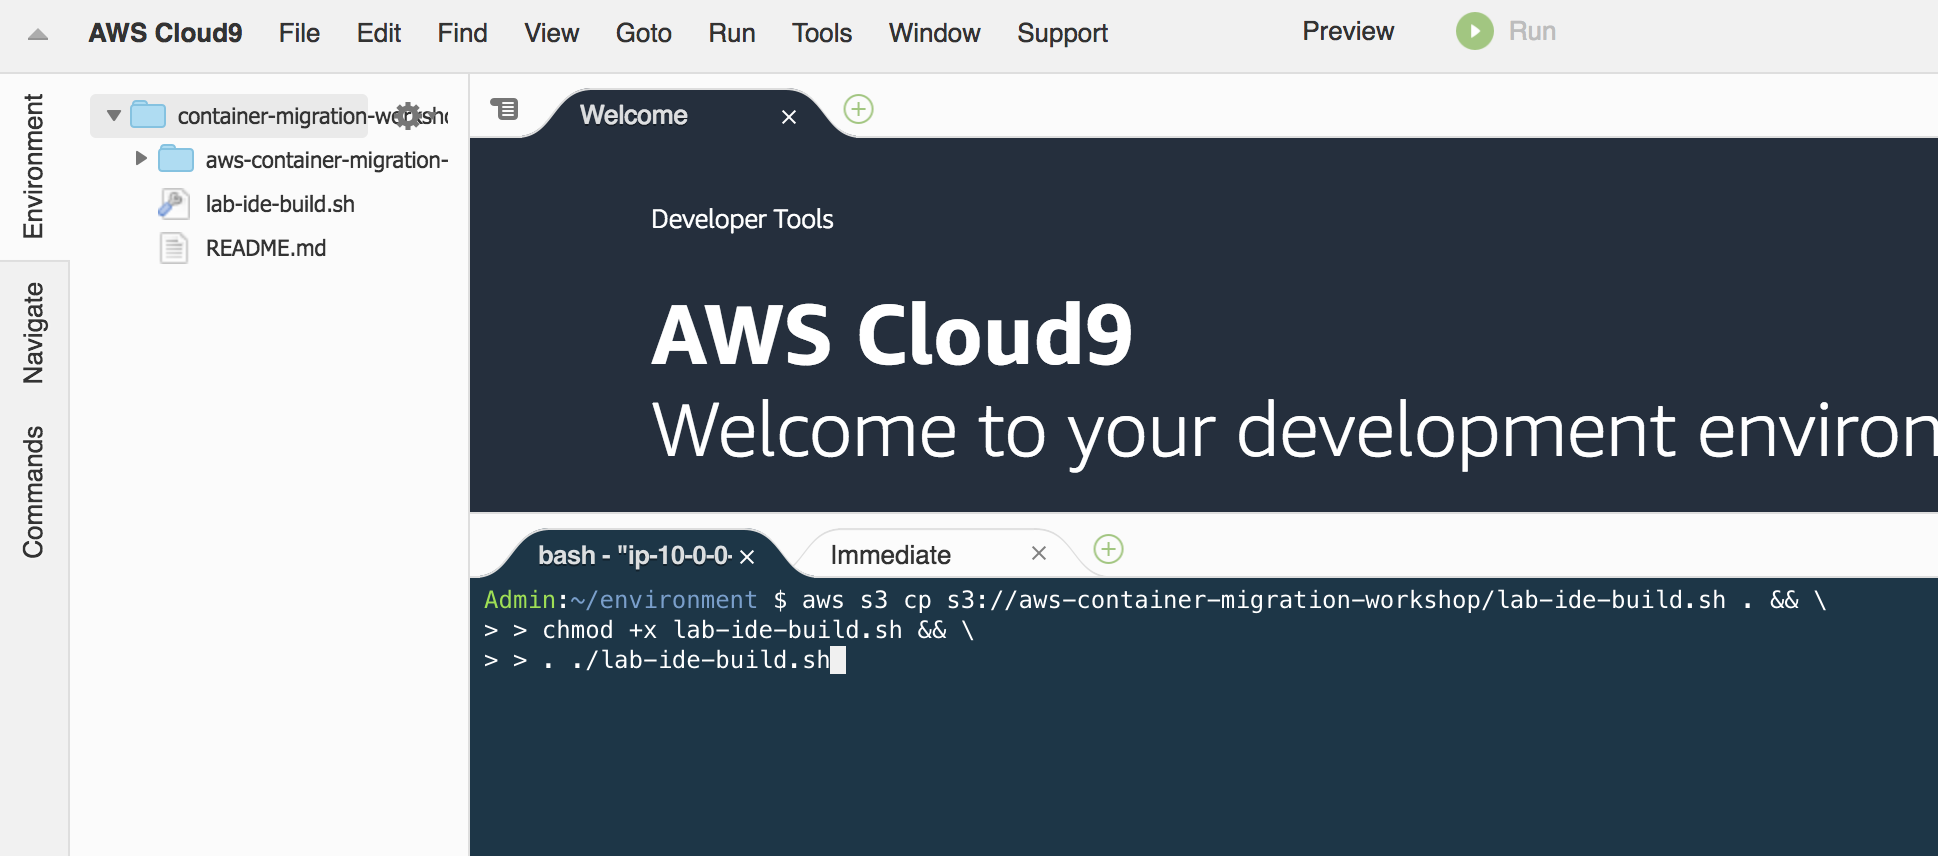 AWS Cloud9 File Edit Find View Goto Run Tools Window Support Preview Run
Environment
Navigate
Commands
container-migration-worksho
aws-container-migration-
lab-ide-build.sh
README.md
Welcome
Developer Tools
AWS Cloud9
Welcome to your development environ
bash - "ip-10-0-0- Immediate
Admin:~/environment $ aws s3 cp s3://aws-container-migration-workshop/lab-ide-build.sh . && \
> > chmod +x lab-ide-build.sh && \
> > . ./lab-ide-build.sh